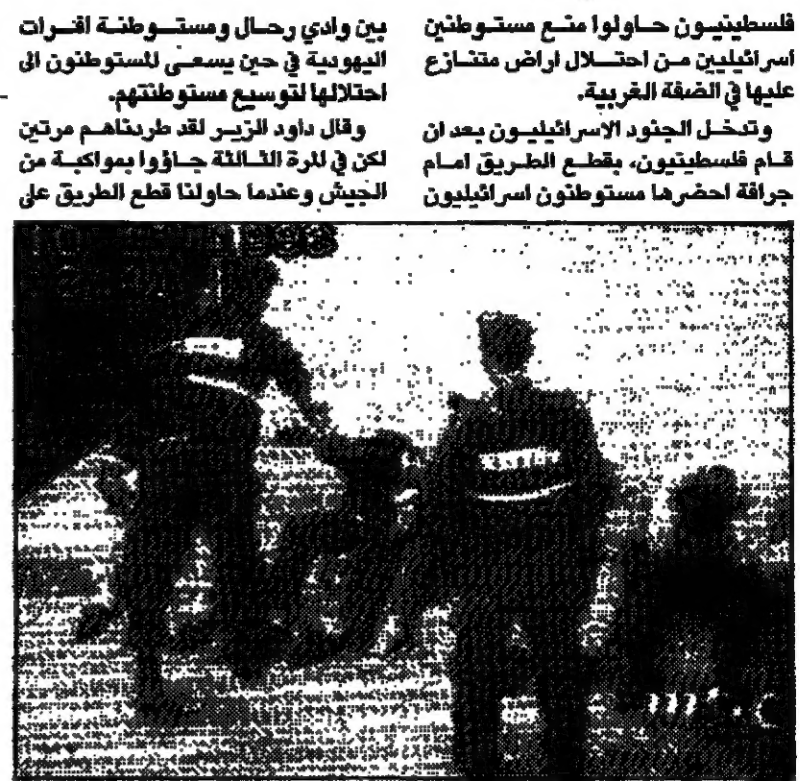 فلسطينيون حاولوا منع مستوطنين
اسرائيليين من احتلال اراض متنازع
عليها في الضفة الغربية.
وتدخل الجنود الاسرائيليون بعد ان
قام فلسطينيون، بقطع الطريق امام
جرافة احضرها مستوطنون اسرائيليون
بين وادي رحال ومستوطنة افرات
اليهودية في حين يسعى المستوطنون الى
احتلالها لتوسيع مستوطنتهم.
وقال داود الزير لقد طردناهم مرتين
لكن في المرة الثالثة جاؤوا بمواكبة من
الجيش وعندما حاولنا قطع الطريق على